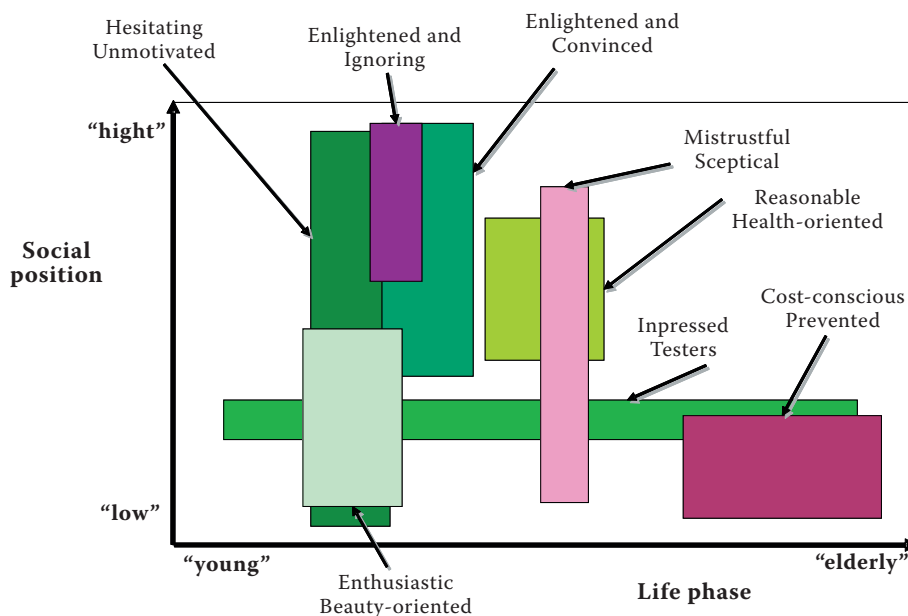 Hesitating
Unmotivated
Enlightened and
Ignoring
Enlightened and
Convinced
“hight”
Mistrustful
Sceptical
Reasonable
Health-oriented
Social
position
Cost-conscious
Prevented
Inpressed
Testers
“low”
“young”
“elderly”
Enthusiastic
Beauty-oriented
Life phase